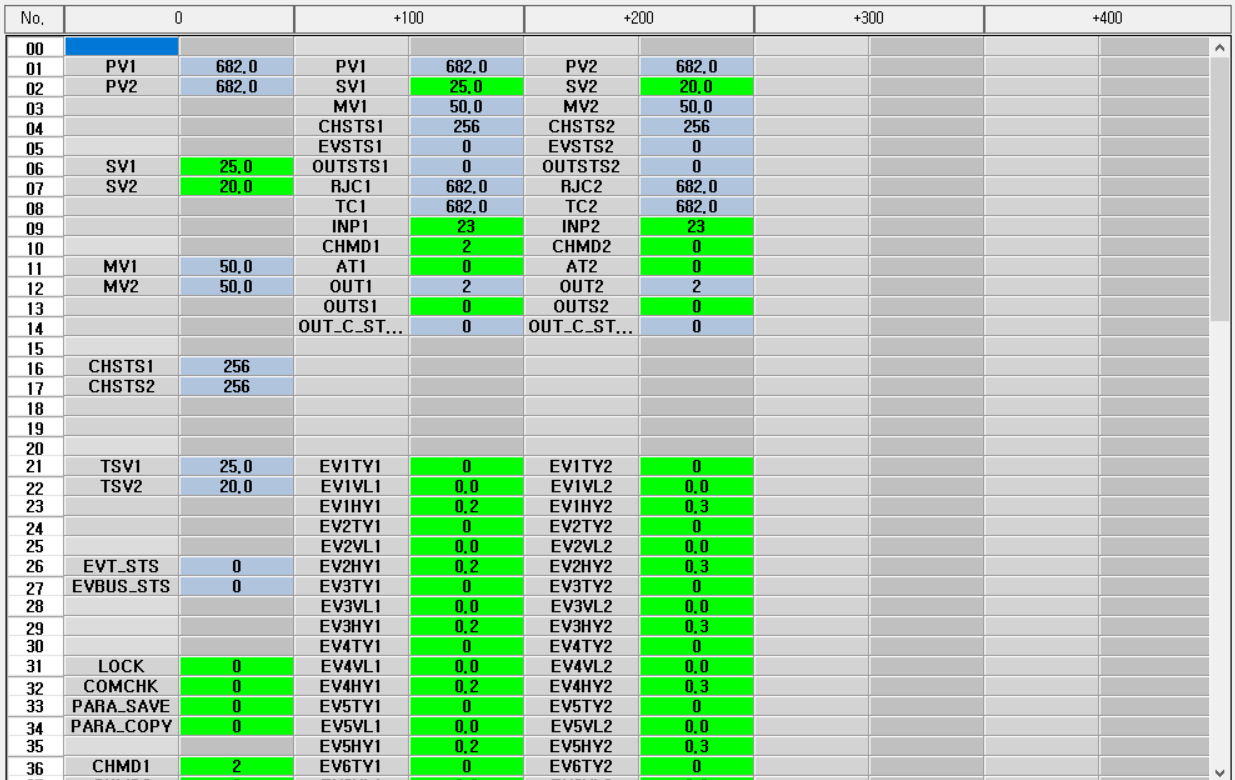 No. 0 +100 +200 +300 +400
00
01 PV1 682.0 PV1 682.0 PV2 682.0
02 PV2 682.0 SV1 25.0 SV2 20.0
03 MV1 50.0 MV2 50.0
04 CHSTS1 256 CHSTS2 256
05 EVSTS1 0 EVSTS2 0
06 SV1 25.0 OUTSTS1 0 OUTSTS2 0
07 SV2 20.0 RJC1 682.0 RJC2 682.0
08 TC1 682.0 TC2 682.0
09 INP1 23 INP2 23
10 CHMD1 2 CHMD2 0
11 MV1 50.0 AT1 0 AT2 0
12 MV2 50.0 OUT1 2 OUT2 2
13 OUTS1 0 OUTS2 0
14 OUT_C_ST... 0 OUT_C_ST... 0
15
16 CHSTS1 256
17 CHSTS2 256
18
19
20
21 TSV1 25.0 EV1TY1 0 EV1TY2 0
22 TSV2 20.0 EV1VL1 0.0 EV1VL2 0.0
23 EV1HY1 0.2 EV1HY2 0.3
24 EV2TY1 0 EV2TY2 0
25 EV2VL1 0.0 EV2VL2 0.0
26 EVT_STS 0 EV2HY1 0.2 EV2HY2 0.3
27 EVBUS_STS 0 EV3TY1 0 EV3TY2 0
28 EV3VL1 0.0 EV3VL2 0.0
29 EV3HY1 0.2 EV3HY2 0.3
30 EV4TY1 0 EV4TY2 0
31 LOCK 0 EV4VL1 0.0 EV4VL2 0.0
32 COMCHK 0 EV4HY1 0.2 EV4HY2 0.3
33 PARA_SAVE 0 EV5TY1 0 EV5TY2 0
34 PARA_COPY 0 EV5VL1 0.0 EV5VL2 0.0
35 EV5HY1 0.2 EV5HY2 0.3
36 CHMD1 2 EV6TY1 0 EV6TY2 0